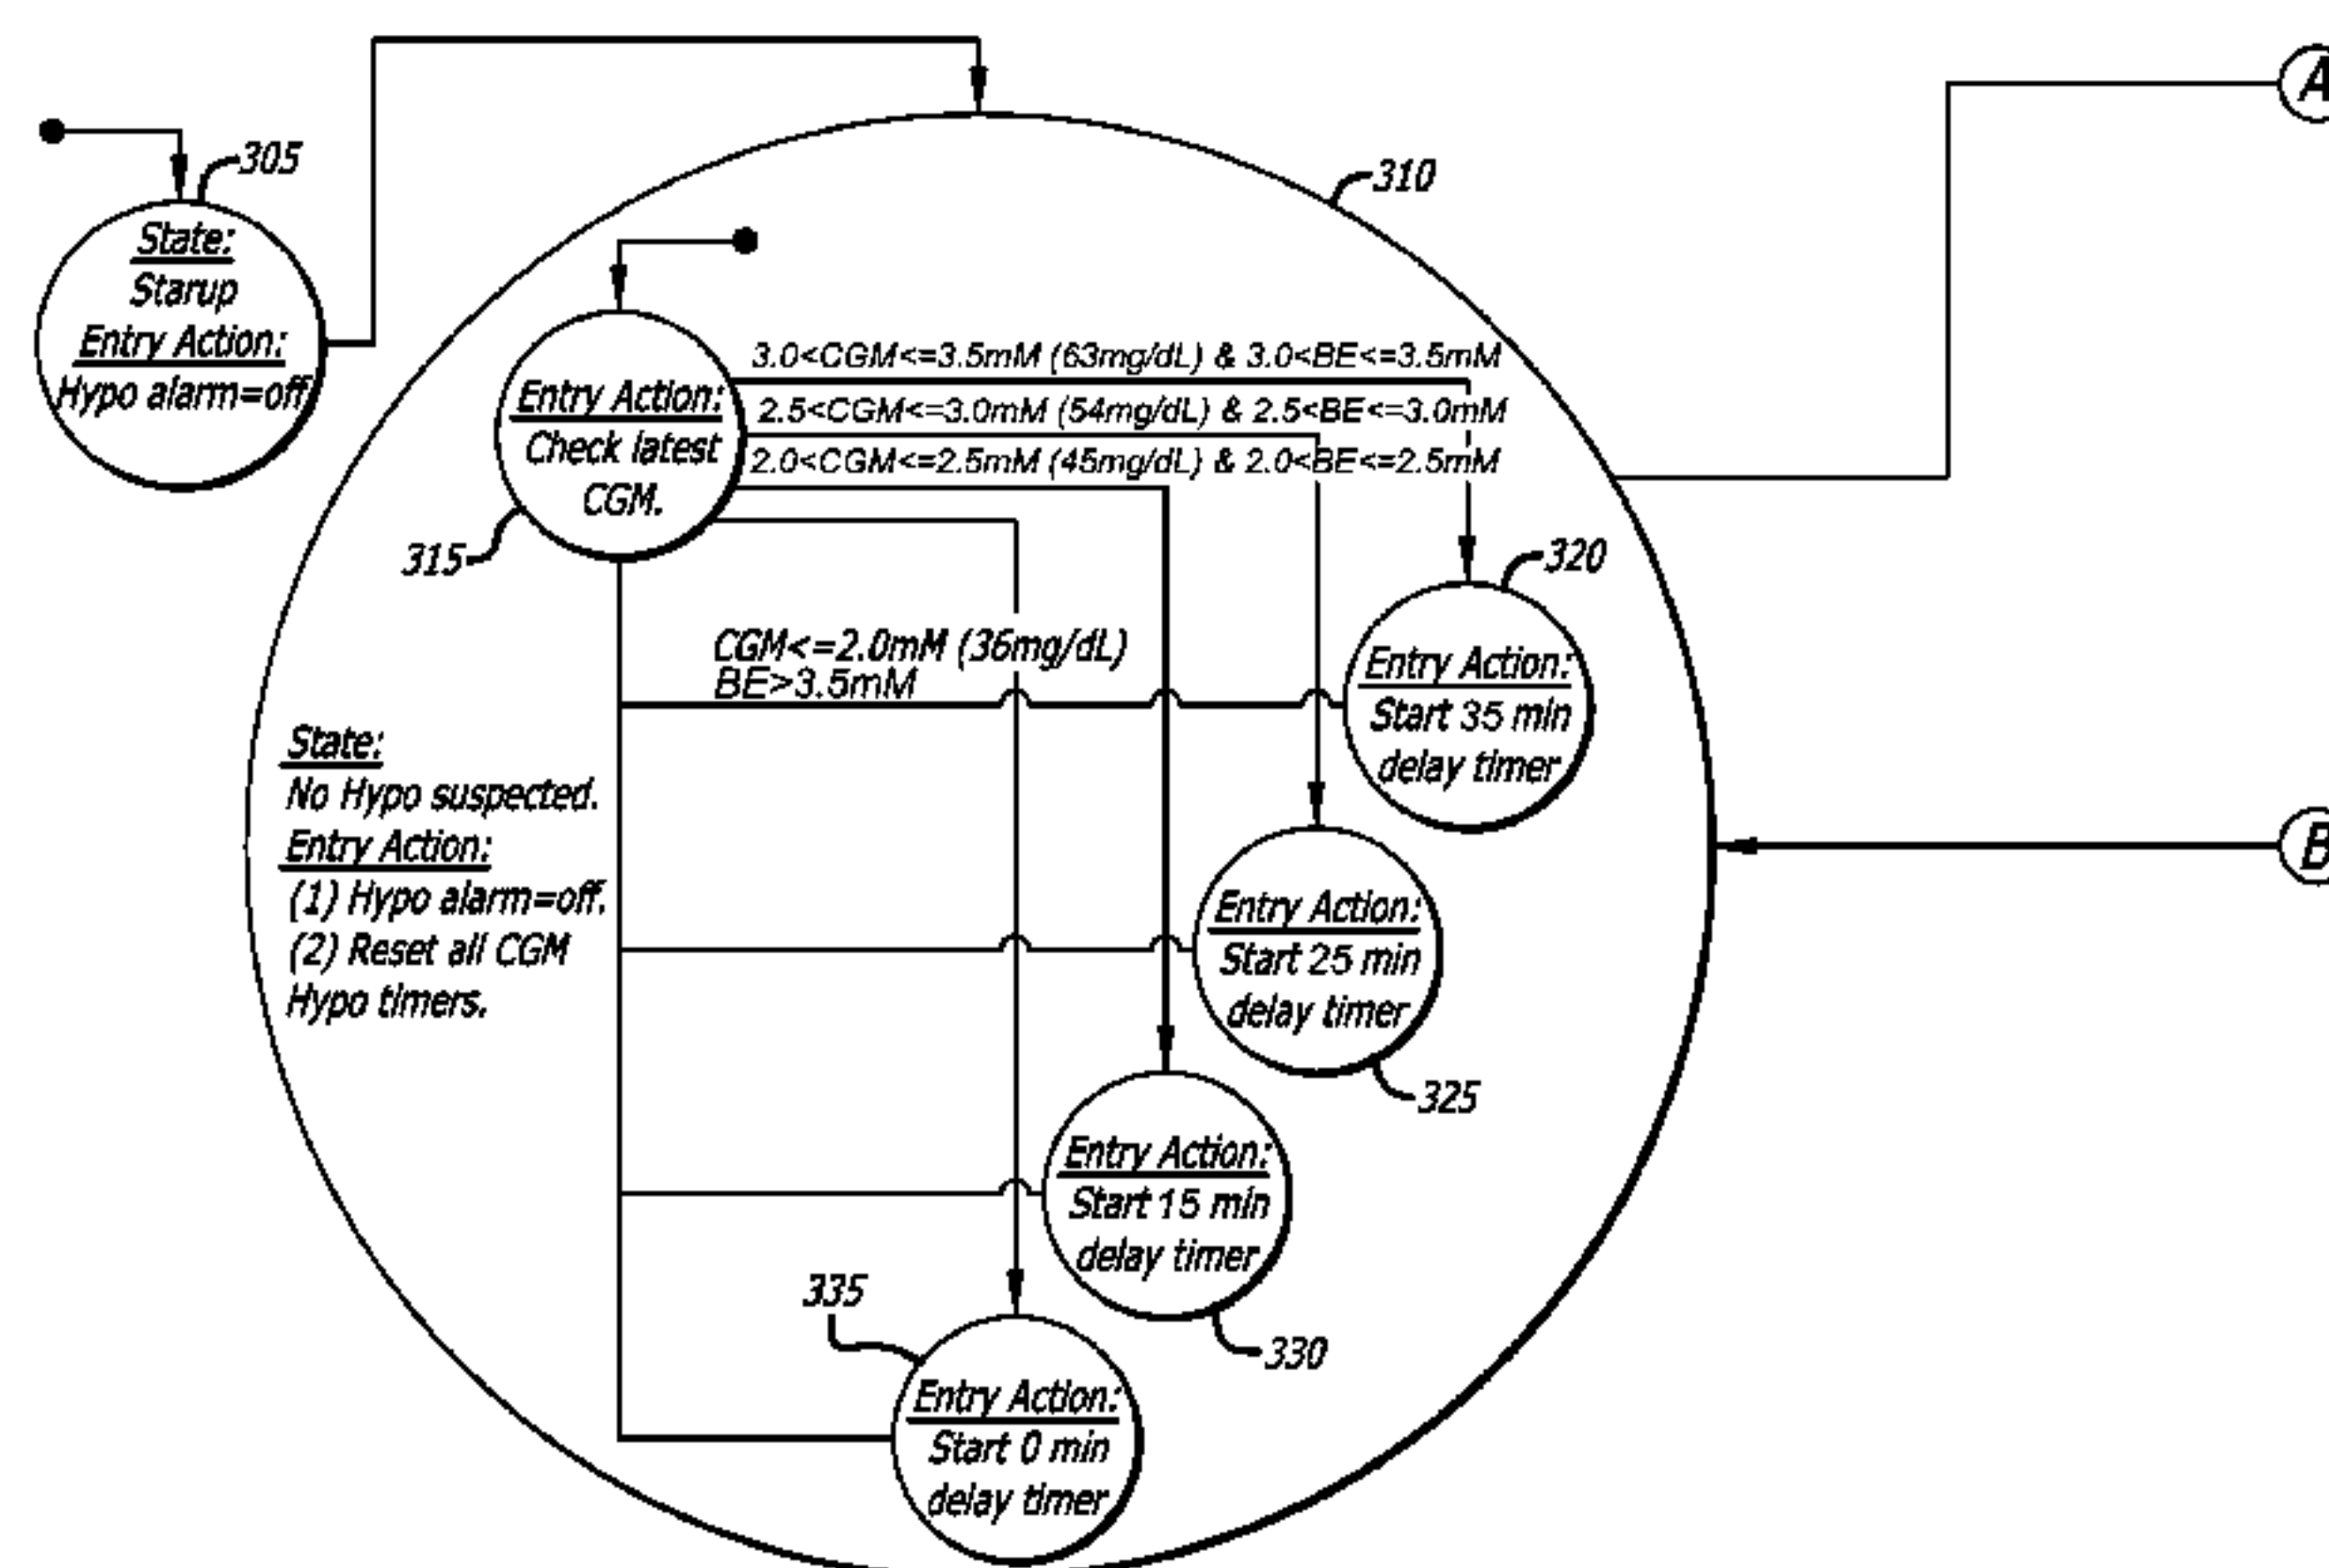 A
305
State:
Starup
Entry Action:
Hypo alarm=off
310
3.0<CGM<=3.5mM (63mg/dL) & 3.0<BE<=3.5mM
2.5<CGM<=3.0mM (54mg/dL) & 2.5<BE<=3.0mM
2.0<CGM<=2.5mM (45mg/dL) & 2.0<BE<=2.5mM
Entry Action:
Check latest
CGM.
315
320
Entry Action:
Start 35 min
delay timer
CGM<=2.0mM (36mg/dL)
BE>3.5mM
State:
No Hypo suspected.
Entry Action:
(1) Hypo alarm=off.
(2) Reset all CGM
Hypo timers.
B
Entry Action:
Start 25 min
delay timer
325
Entry Action:
Start 15 min
delay timer
330
335
Entry Action:
Start 0 min
delay timer